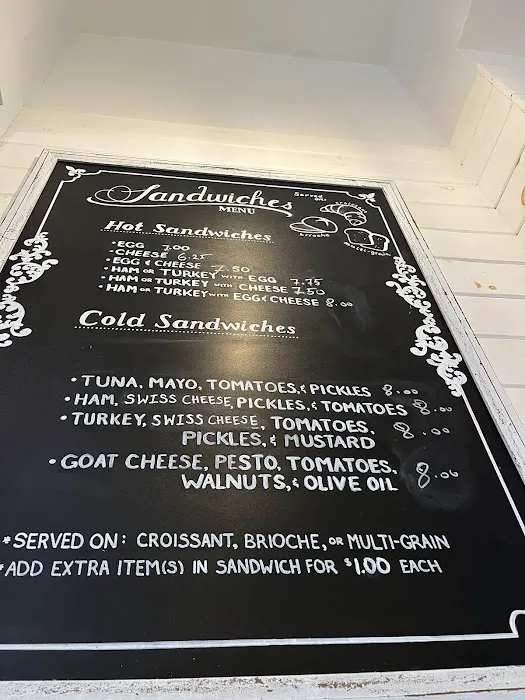 Sandwiches
MENU
Served on:
croissant
brioche
multi-grain
Hot Sandwiches
• EGG 7.00
• CHEESE 6.25
• EGG & CHEESE 7.50
• HAM OR TURKEY WITH EGG 7.75
• HAM OR TURKEY WITH CHEESE 7.50
• HAM OR TURKEY WITH EGG & CHEESE 8.00
Cold Sandwiches
• TUNA, MAYO, TOMATOES, & PICKLES 8.00
• HAM, SWISS CHEESE, PICKLES, & TOMATOES 8.00
• TURKEY, SWISS CHEESE, TOMATOES, 8.00
PICKLES, & MUSTARD
• GOAT CHEESE, PESTO, TOMATOES, 8.00
WALNUTS, & OLIVE OIL
*SERVED ON: CROISSANT, BRIOCHE, OR MULTI-GRAIN
*ADD EXTRA ITEM(S) IN SANDWICH FOR $1.00 EACH